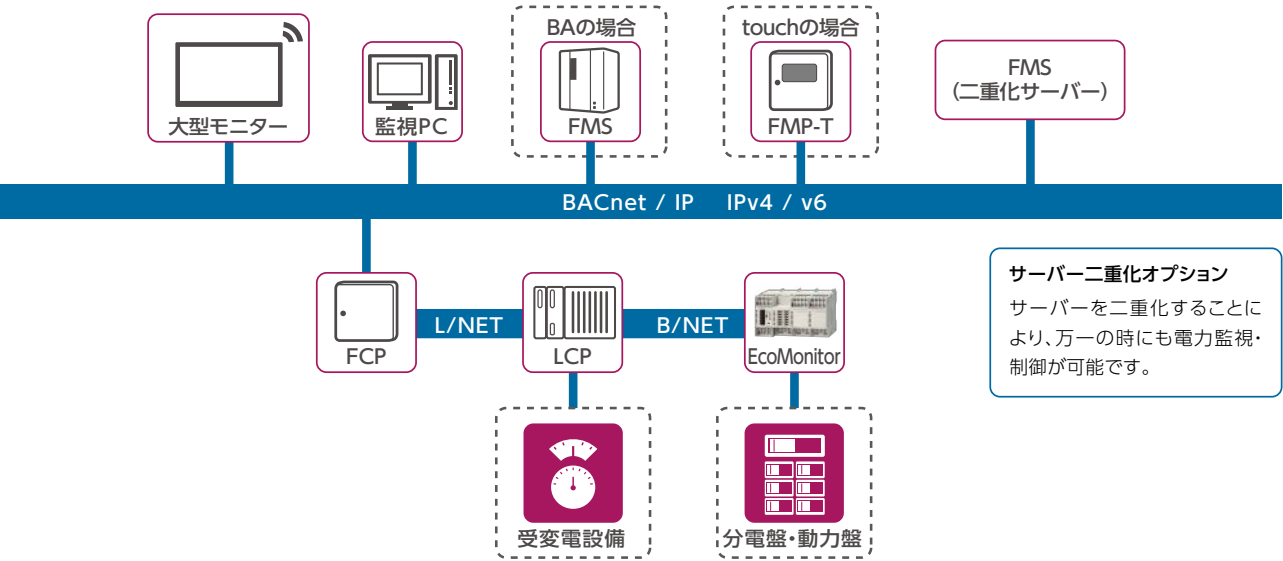 BAの場合
touchの場合
FMS
(二重化サーバー)
大型モニター
監視PC
FMS
FMP-T
BACnet / IP IPv4 / v6
サーバー二重化オプション
サーバーを二重化することに
より、万一の時にも電力監視・
制御が可能です。
L/NET
B/NET
FCP
LCP
EcoMonitor
受変電設備
分電盤・動力盤